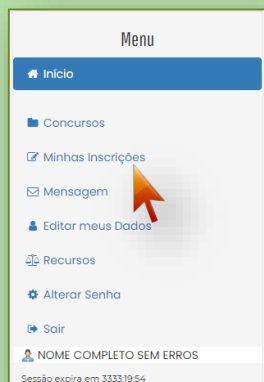 Menu
Início
Concursos
Minhas Inscrições
Mensagem
Editar meus Dados
Recursos
Alterar Senha
Sair
NOME COMPLETO SEM ERROS
Sessão expira em 3333:19:54